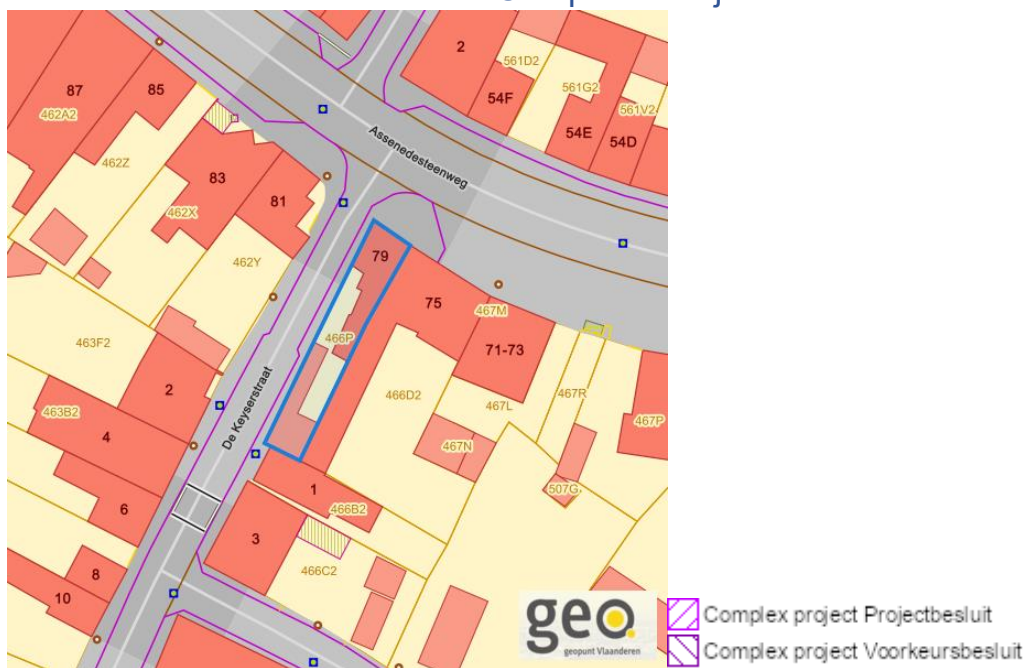 2
561D2
561G2
54F
87
85
462A2
561V2
54E
54D
Assenedesteenweg
462Z
83
81
462X
79
462Y
75
467M
466P
463F2
71-73
2
466D2
467L
467R
De Keyserstraat
463B2
4
467P
467N
1
507G
6
466B2
3
8
466C2
10
geo.
geopunt Vlaanderen
Complex project Projectbesluit
Complex project Voorkeursbesluit